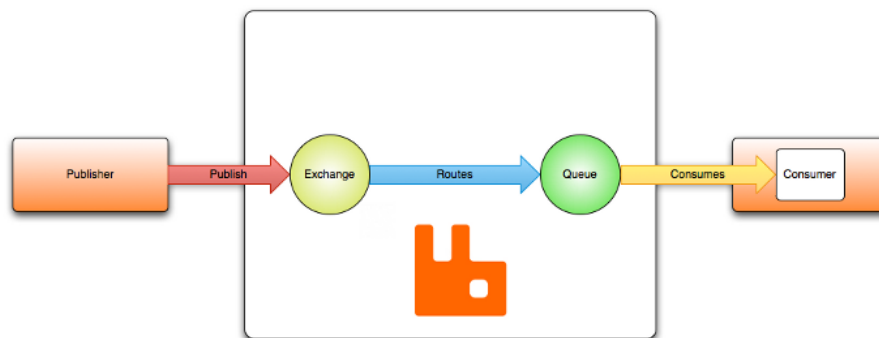 Publisher
Publish
Exchange
Routes
Queue
Consumes
Consumer